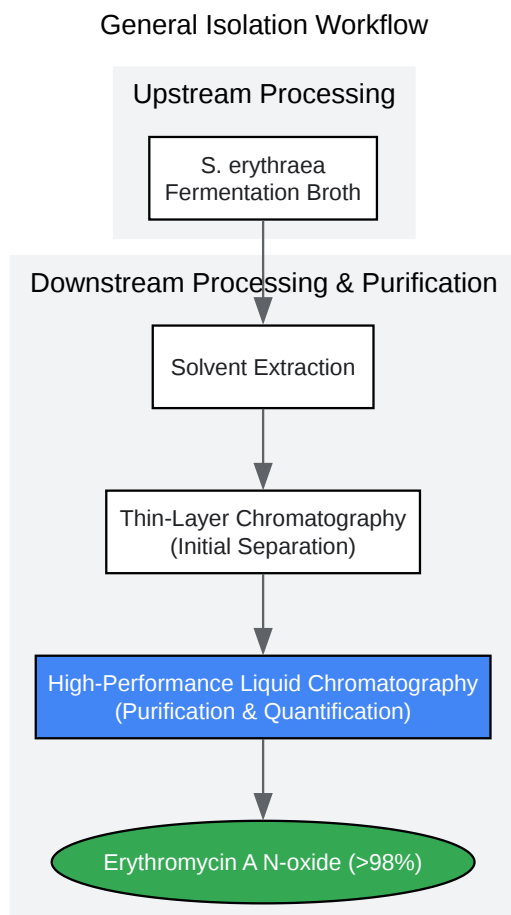 General Isolation Workflow
Upstream Processing
S. erythraea
Fermentation Broth
Downstream Processing & Purification
Solvent Extraction
Thin-Layer Chromatography
(Initial Separation)
High-Performance Liquid Chromatography
(Purification & Quantification)
Erythromycin A N-oxide (>98%)